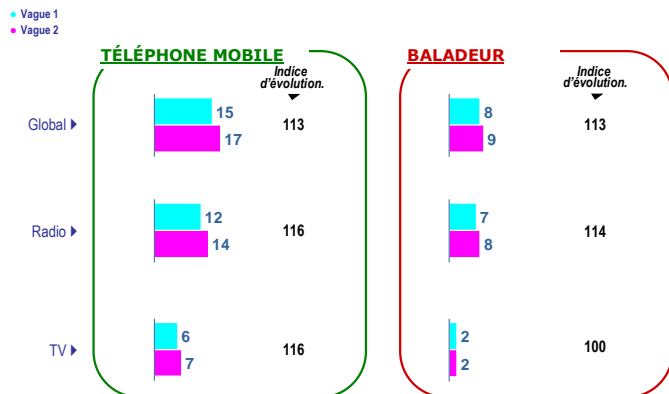 Vague 1
Vague 2
TÉLÉPHONE MOBILE
BALADEUR
Indice
d'évolution.
Indice
d'évolution.
Global
15
17
113
8
9
113
Radio
12
14
116
7
8
114
TV
6
7
116
2
2
100